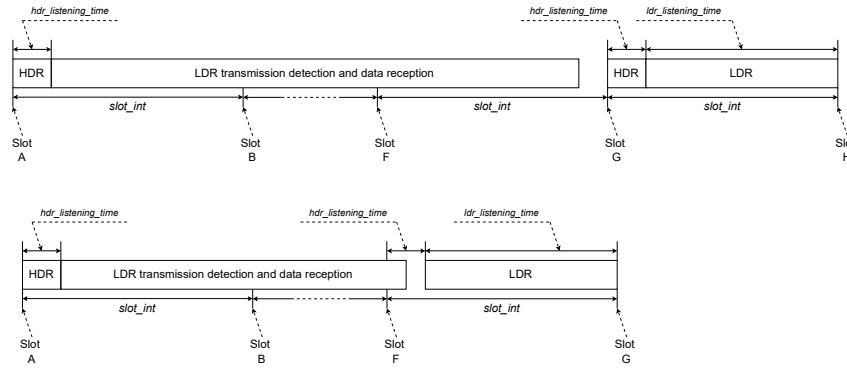 hdr_listening_time
hdr_listening_time
ldr_listening_time
HDR
LDR transmission detection and data reception
HDR
LDR
slot_int
slot_int
slot_int
Slot
A
Slot
B
Slot
F
Slot
G
Slot
H
hdr_listening_time
hdr_listening_time
ldr_listening_time
HDR
LDR transmission detection and data reception
LDR
slot_int
slot_int
Slot
A
Slot
B
Slot
F
Slot
G